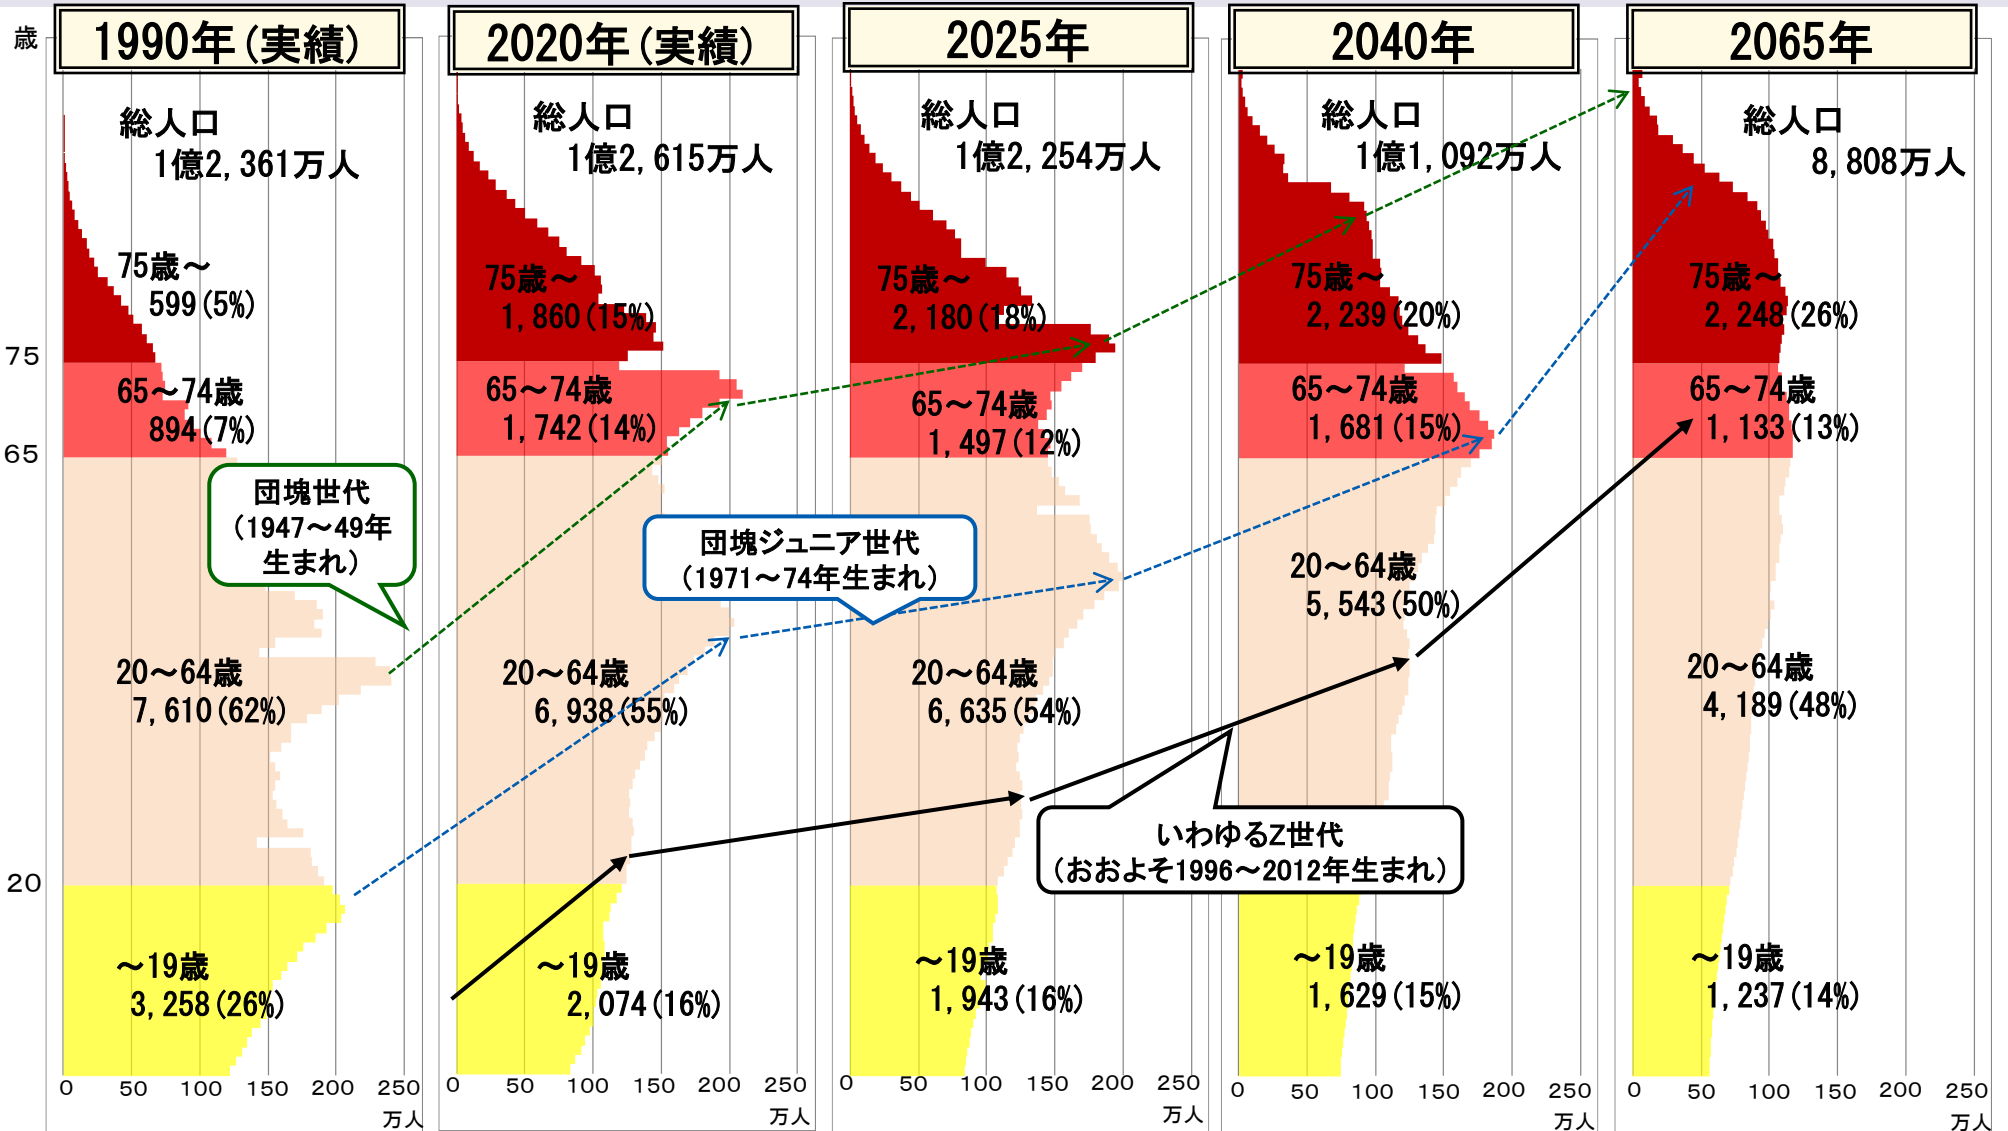 歳
1990年(実績)
総人口
1億2,361万人
75歳～
599(5%)
65～74歳
894(7%)
団塊世代
(1947～49年
生まれ)
20～64歳
7,610(62%)
～19歳
3,258(26%)
75
65
20
0 50 100 150 200 250
万人
2020年(実績)
総人口
1億2,615万人
75歳～
1,860(15%)
65～74歳
1,742(14%)
20～64歳
6,938(55%)
～19歳
2,074(16%)
0 50 100 150 200 250
万人
団塊ジュニア世代
(1971～74年生まれ)
2025年
総人口
1億2,254万人
75歳～
2,180(18%)
65～74歳
1,497(12%)
20～64歳
6,635(54%)
～19歳
1,943(16%)
0 50 100 150 200 250
万人
いわゆるZ世代
(おおよそ1996～2012年生まれ)
2040年
総人口
1億1,092万人
75歳～
2,239(20%)
65～74歳
1,681(15%)
20～64歳
5,543(50%)
～19歳
1,629(15%)
0 50 100 150 200 250
万人
2065年
総人口
8,808万人
75歳～
2,248(26%)
65～74歳
1,133(13%)
20～64歳
4,189(48%)
～19歳
1,237(14%)
0 50 100 150 200 250
万人